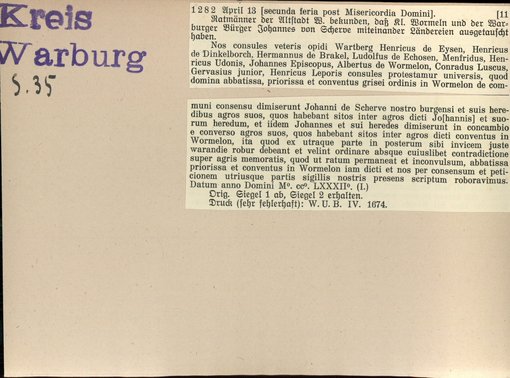 Kreis
Warburg
S. 35
1282 April 13 [secunda feria post Misericordia Domini]. [11
Ratmänner der Altstadt W. bekunden, daß Kl. Wormeln und der War-
burger Bürger Johannes von Scherve miteinander Ländereien ausgetauscht
haben.
Nos consules veteris opidi Wartberg Henricus de Eysen, Henricus
de Dinkelborch, Hermannus de Brakel, Ludolfus de Echosen, Menfridus, Hen-
ricus Udonis, Johannes Episcopus, Albertus de Wormelon, Conradus Luscus,
Gervasius junior, Henricus Leporis consules protestamur universis, quod
domina abbatissa, priorissa et conventus grisei ordinis in Wormelen de com-
muni consensu dimiserunt Johanni de Scherve nostro burgensi et suis here-
dibus agros suos, quos habebant sitos inter agros dicti Jo[hannis] et suo-
rum heredum, et iidem Johannes et sui heredes dimiserunt in concambio
e converso agros suos, quos habebant sitos inter agros dicti conventus in
Wormelon, ita quod ex utraque parte in posterum sibi invicem juste
warandie robur debeant et velint ordinare absque cuiuslibet contradictione
super agris memoratis, quod ut ratum permaneat et inconvulsum, abbatissa
priorissa et conventus in Wormelon iam dicti et nos per consensum et peti-
cionem utriusque partis sigillis nostris presens scriptum roboravimus.
Datum anno Domini Mº. ccº. LXXXIIº. (I.)
Orig. Siegel 1 ab, Siegel 2 erhalten.
Druck (sehr fehlerhaft): W. U. B. IV. 1674.